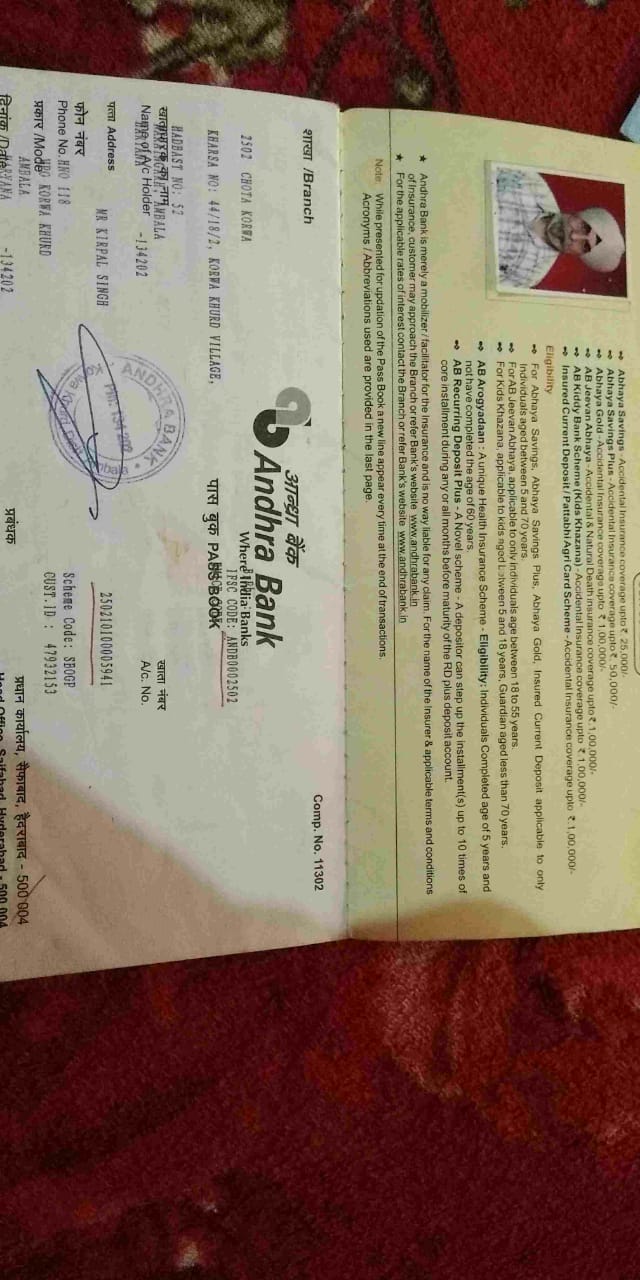 ➡ Abhaya Savings - Accidental Insurance coverage upto ₹ 25,000/-
➡ Abhaya Savings Plus - Accidental Insurance coverage upto ₹ 50,000/-
➡ Abhaya Gold - Accidental Insurance coverage upto ₹ 1,00,000/-
➡ AB Jeevan Abhaya - Accidental & Natural Death insurance coverage upto ₹ 1,00,000/-
➡ AB Kiddy Bank Scheme (Kids Khazana) - Accidental Insurance coverage upto ₹ 1,00,000/-
➡ Insured Current Deposit / Pattabhi Agri Card Scheme - Accidental Insurance coverage upto ₹ 1,00,000/-
Eligibility
➡ For Abhaya Savings, Abhaya Savings Plus, Abhaya Gold, Insured Current Deposit applicable to only
Individuals aged between 5 and 70 years.
➡ For AB Jeevan Abhaya, applicable to only individuals age between 18 to 55 years.
➡ For Kids Khazana, applicable to kids aged between 5 and 18 years, Guardian aged less than 70 years.
➡ AB Arogyadaan : A unique Health Insurance Scheme - Eligibility: Individuals Completed age of 5 years and
not have completed the age of 60 years.
➡ AB Recurring Deposit Plus - A Novel scheme - A depositor can step up the installment(s) up to 10 times of
core installment during any or all months before maturity of the RD plus deposit account.
★ Andhra Bank is merely a mobilizer / facilitator for the Insurance and is no way liable for any claim. For the name of the Insurer & applicable terms and conditions
of Insurance, customer may approach the Branch or refer Bank's website www.andhrabank.in
★ For the applicable rates of interest contact the Branch or refer Bank's website www.andhrabank.in
Note: While presented for updation of the Pass Book, a new line appear every time at the end of transactions.
Acronyms / Abbreviations used are provided in the last page.
Comp. No. 11302
शाखा /Branch
2502 CHOTA KORWA
KHARSA NO: 44/18/2, KORWA KHURD VILLAGE,
HADBAST NO: 52
आन्ध्रा बैंक
Andhra Bank
Where India Banks
IFSC CODE: ANDB0002502
पास बुक PASS BOOK
AMBALA
Name of A/c Holder
HARYANA -134202
खाता नंबर
A/c. No.
250210100005941
पता Address
MR KIRPAL SINGH
ANDHRA BANK
फोन नंबर
Phone No.
HNO 118
Scheme Code: SBOGP
CUST.ID : 47932153
प्रकार /Mode
KORWA KHURD
AMBALA
दिनांक /Date
HARYANA -134202
प्रबंधक
प्रधान कार्यालय, सैफाबाद, हैदराबाद - 500 004
Head Office, Saifabad, Hyderabad - 500 004